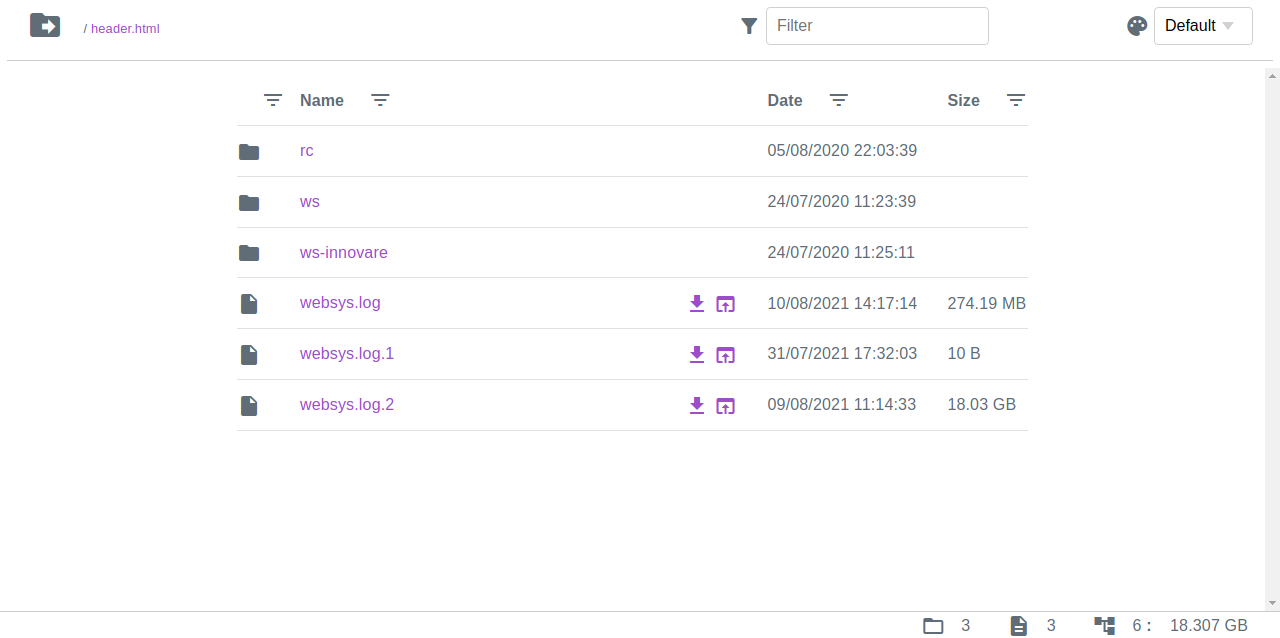 / header.html Filter Default
Name Date Size
rc 05/08/2020 22:03:39
ws 24/07/2020 11:23:39
ws-innovare 24/07/2020 11:25:11
websys.log 10/08/2021 14:17:14 274.19 MB
websys.log.1 31/07/2021 17:32:03 10 B
websys.log.2 09/08/2021 11:14:33 18.03 GB
3 3 6 : 18.307 GB